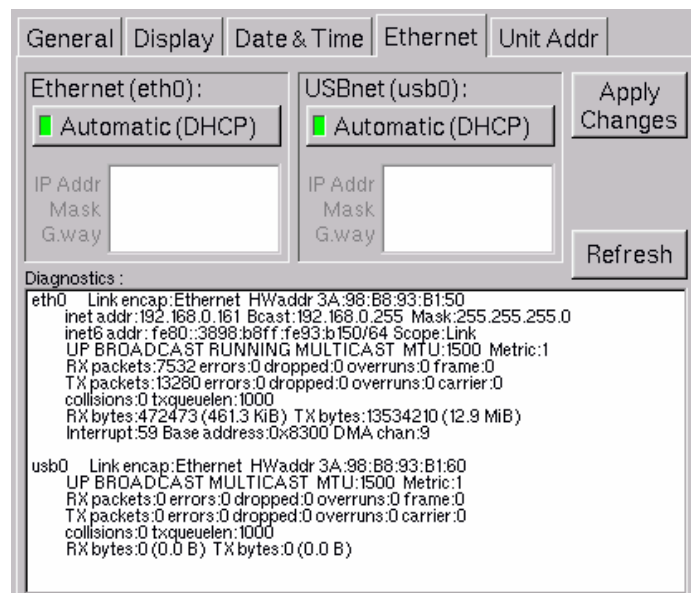 General Display Date & Time Ethernet Unit Addr
Ethernet (eth0):
Automatic (DHCP)
IP Addr
Mask
G.way
USBnet (usb0):
Automatic (DHCP)
IP Addr
Mask
G.way
Apply
Changes
Refresh
Diagnostics :
eth0 Link encap:Ethernet HWaddr 3A:98:B8:93:B1:50
inet addr:192.168.0.161 Bcast:192.168.0.255 Mask:255.255.255.0
inet6 addr: fe80::3898:b8ff:fe93:b150/64 Scope:Link
UP BROADCAST RUNNING MULTICAST MTU:1500 Metric:1
RX packets:7532 errors:0 dropped:0 overruns:0 frame:0
TX packets:13280 errors:0 dropped:0 overruns:0 carrier:0
collisions:0 txqueuelen:1000
RX bytes:472473 (461.3 KiB) TX bytes:13534210 (12.9 MiB)
Interrupt:59 Base address:0x8300 DMA chan:9
usb0 Link encap:Ethernet HWaddr 3A:98:B8:93:B1:60
UP BROADCAST MULTICAST MTU:1500 Metric:1
RX packets:0 errors:0 dropped:0 overruns:0 frame:0
TX packets:0 errors:0 dropped:0 overruns:0 carrier:0
collisions:0 txqueuelen:1000
RX bytes:0 (0.0 B) TX bytes:0 (0.0 B)